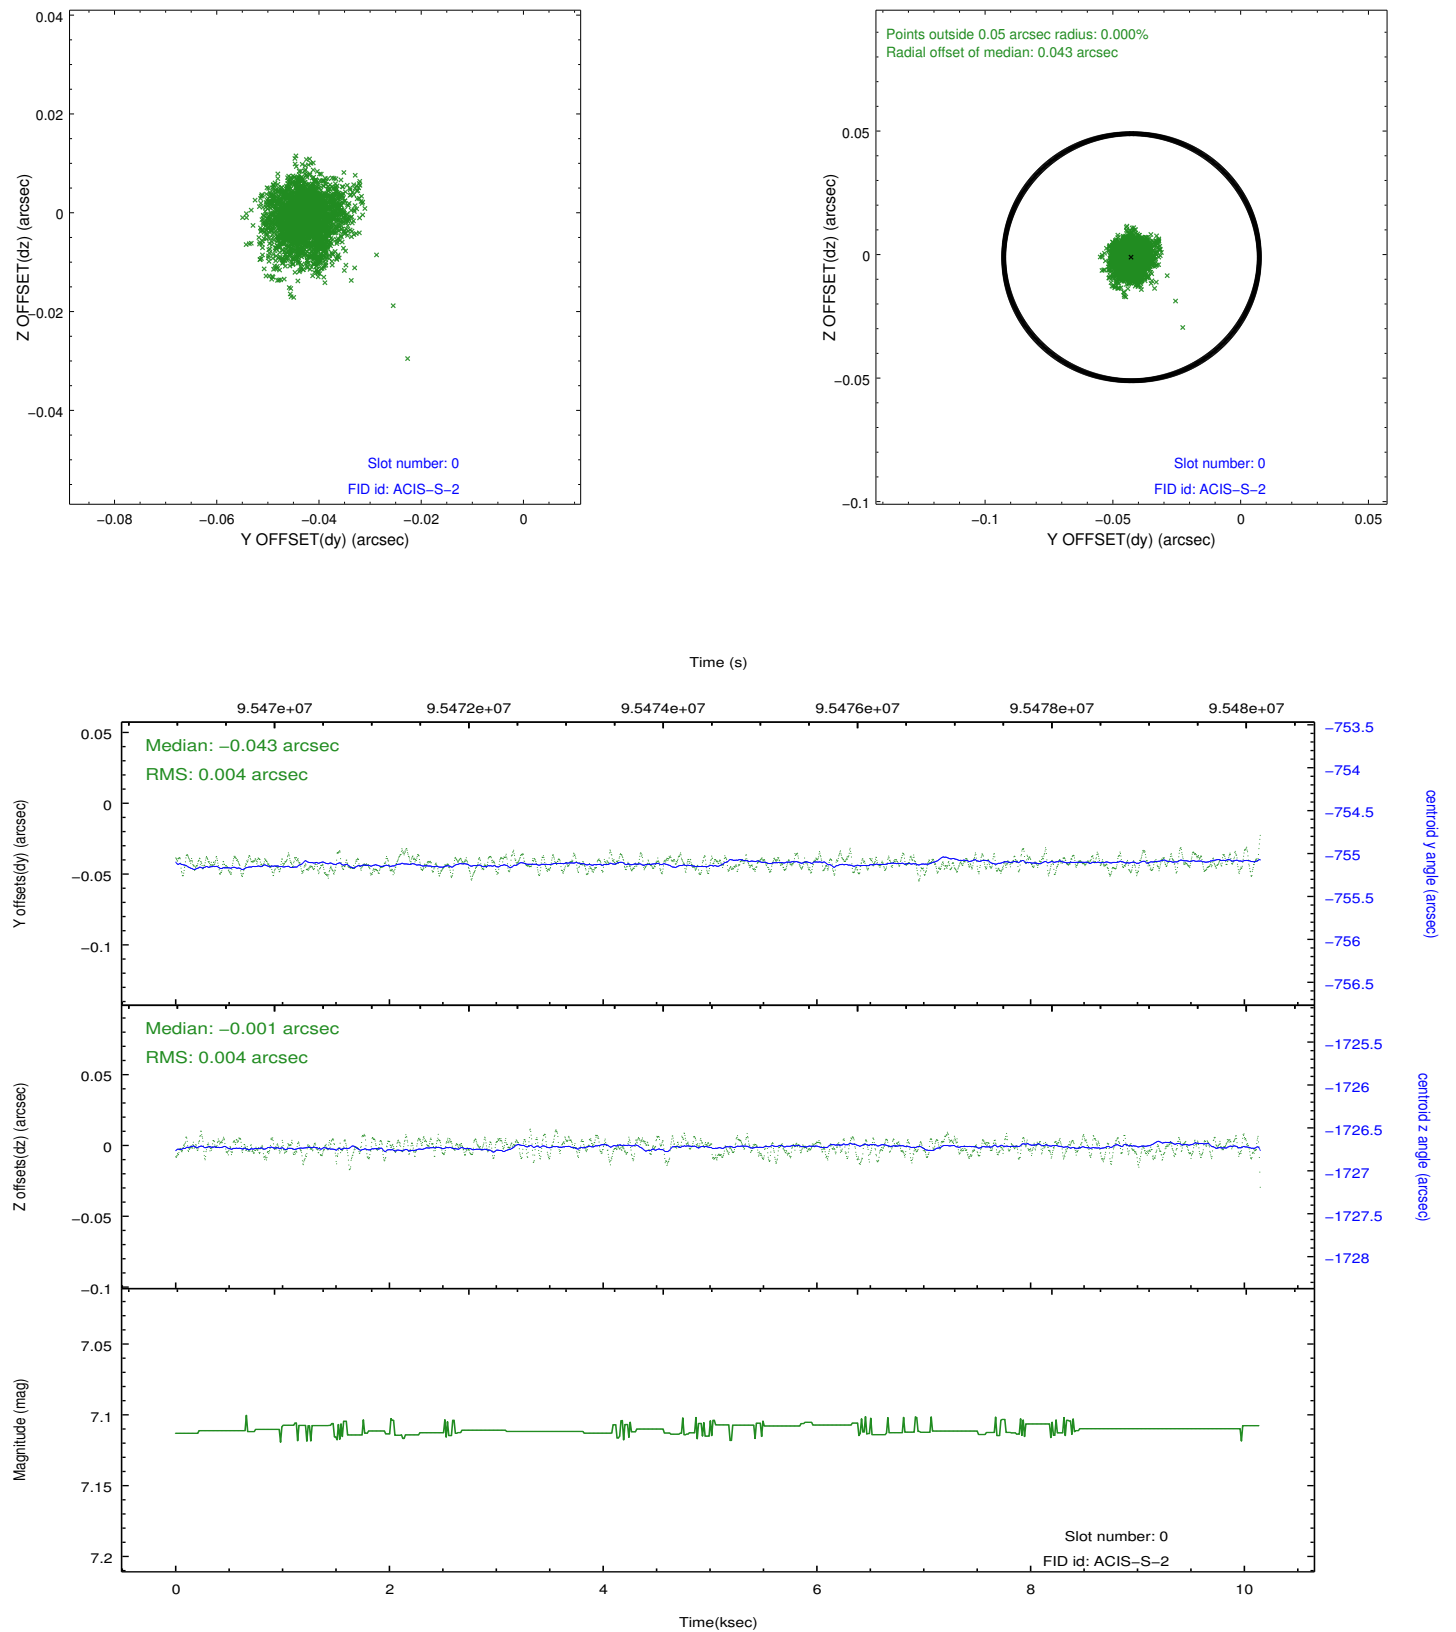 0.04
0.02
0
−0.02
−0.04
Z OFFSET(dz) (arcsec)
Slot number: 0
FID id: ACIS−S−2
−0.08
−0.06
−0.04
−0.02
0
Y OFFSET(dy) (arcsec)
Points outside 0.05 arcsec radius: 0.000%
Radial offset of median: 0.043 arcsec
0.05
0
−0.05
−0.1
Z OFFSET(dz) (arcsec)
Slot number: 0
FID id: ACIS−S−2
−0.1
−0.05
0
0.05
Y OFFSET(dy) (arcsec)
Time (s)
9.547e+07
9.5472e+07
9.5474e+07
9.5476e+07
9.5478e+07
9.548e+07
Median: −0.043 arcsec
RMS: 0.004 arcsec
0.05
0
−0.05
−0.1
Y offsets(dy) (arcsec)
−753.5
−754
−754.5
−755
−755.5
−756
−756.5
centroid y angle (arcsec)
Median: −0.001 arcsec
RMS: 0.004 arcsec
0.05
0
−0.05
−0.1
Z offsets(dz) (arcsec)
−1725.5
−1726
−1726.5
−1727
−1727.5
−1728
centroid z angle (arcsec)
7.05
7.1
7.15
7.2
Magnitude (mag)
Slot number: 0
FID id: ACIS−S−2
0
2
4
6
8
10
Time(ksec)